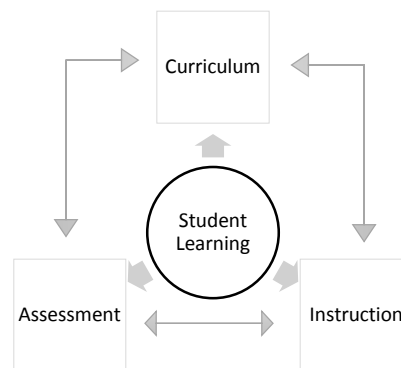 Curriculum
Student
Learning
Assessment
Instruction